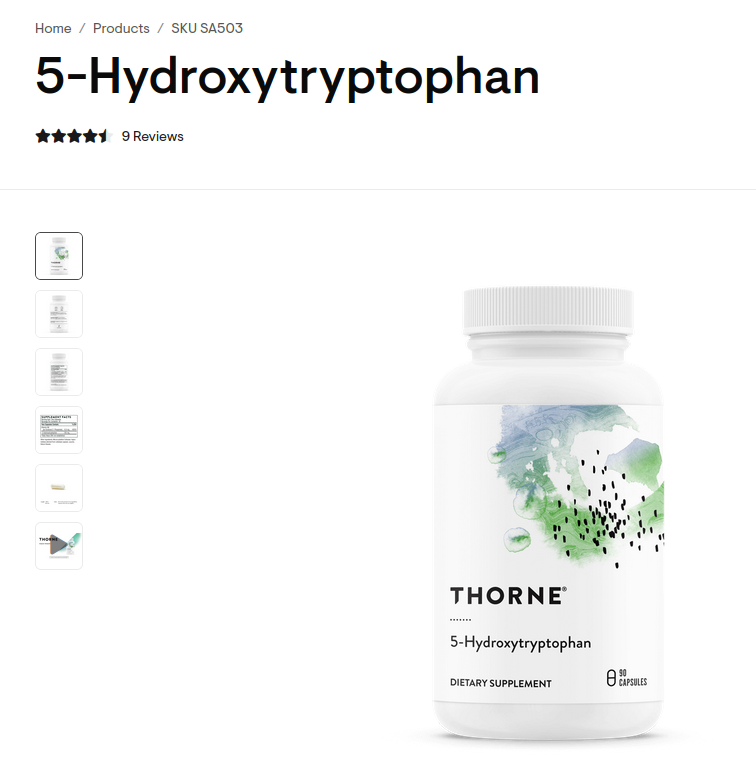 Home / Products / SKU SA503
5-Hydroxytryptophan
9 Reviews
THORNE®
5-Hydroxytryptophan
DIETARY SUPPLEMENT
90
CAPSULES